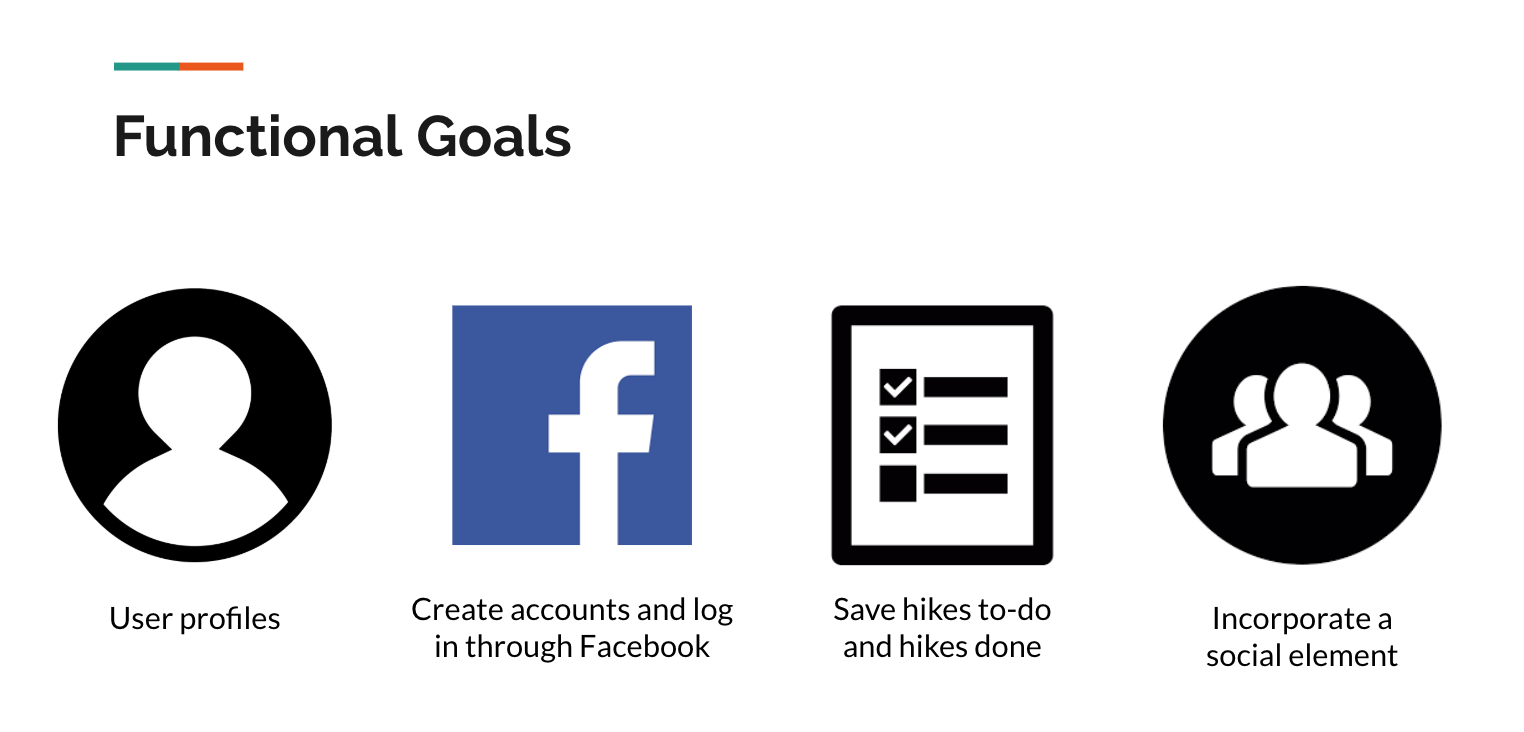 Functional Goals
User profiles
Create accounts and log
in through Facebook
Save hikes to-do
and hikes done
Incorporate a
social element